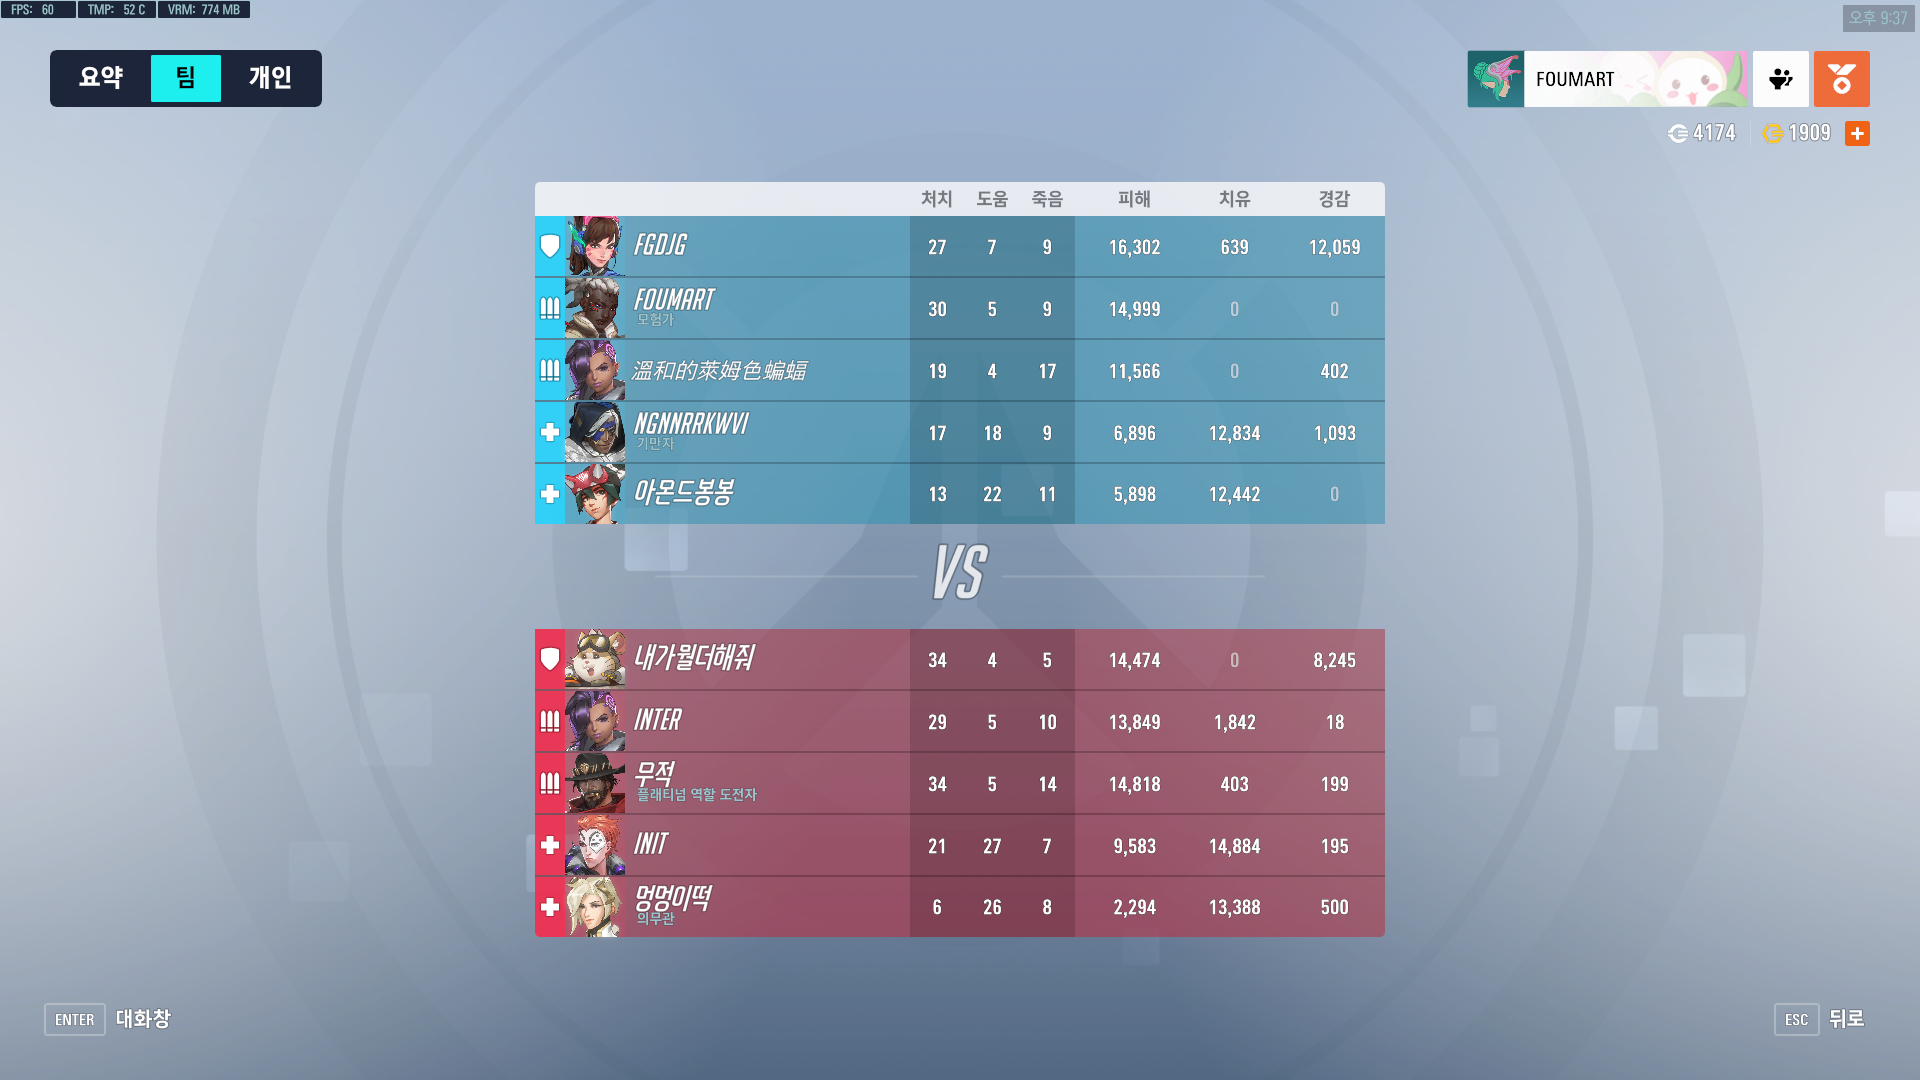 FPS: 60 TMP: 52 C VRM: 774 MB
오후 9:37
요약 팀 개인
FOUMART
4174 1909
처치 도움 죽음 피해 치유 경감
FGDJG 27 7 9 16,302 639 12,059
FOUMART 30 5 9 14,999 0 0
모험가
溫和的萊姆色蝙蝠 19 4 17 11,566 0 402
NGNNRRKWVI 17 18 9 6,896 12,834 1,093
기만자
아몬드봉봉 13 22 11 5,898 12,442 0
VS
내가뭘더해줘 34 4 5 14,474 0 8,245
INTER 29 5 10 13,849 1,842 18
무적 34 5 14 14,818 403 199
플래티넘 역할 도전자
INIT 21 27 7 9,583 14,884 195
멍멍이떡 6 26 8 2,294 13,388 500
의무관
ENTER 대화창
ESC 뒤로